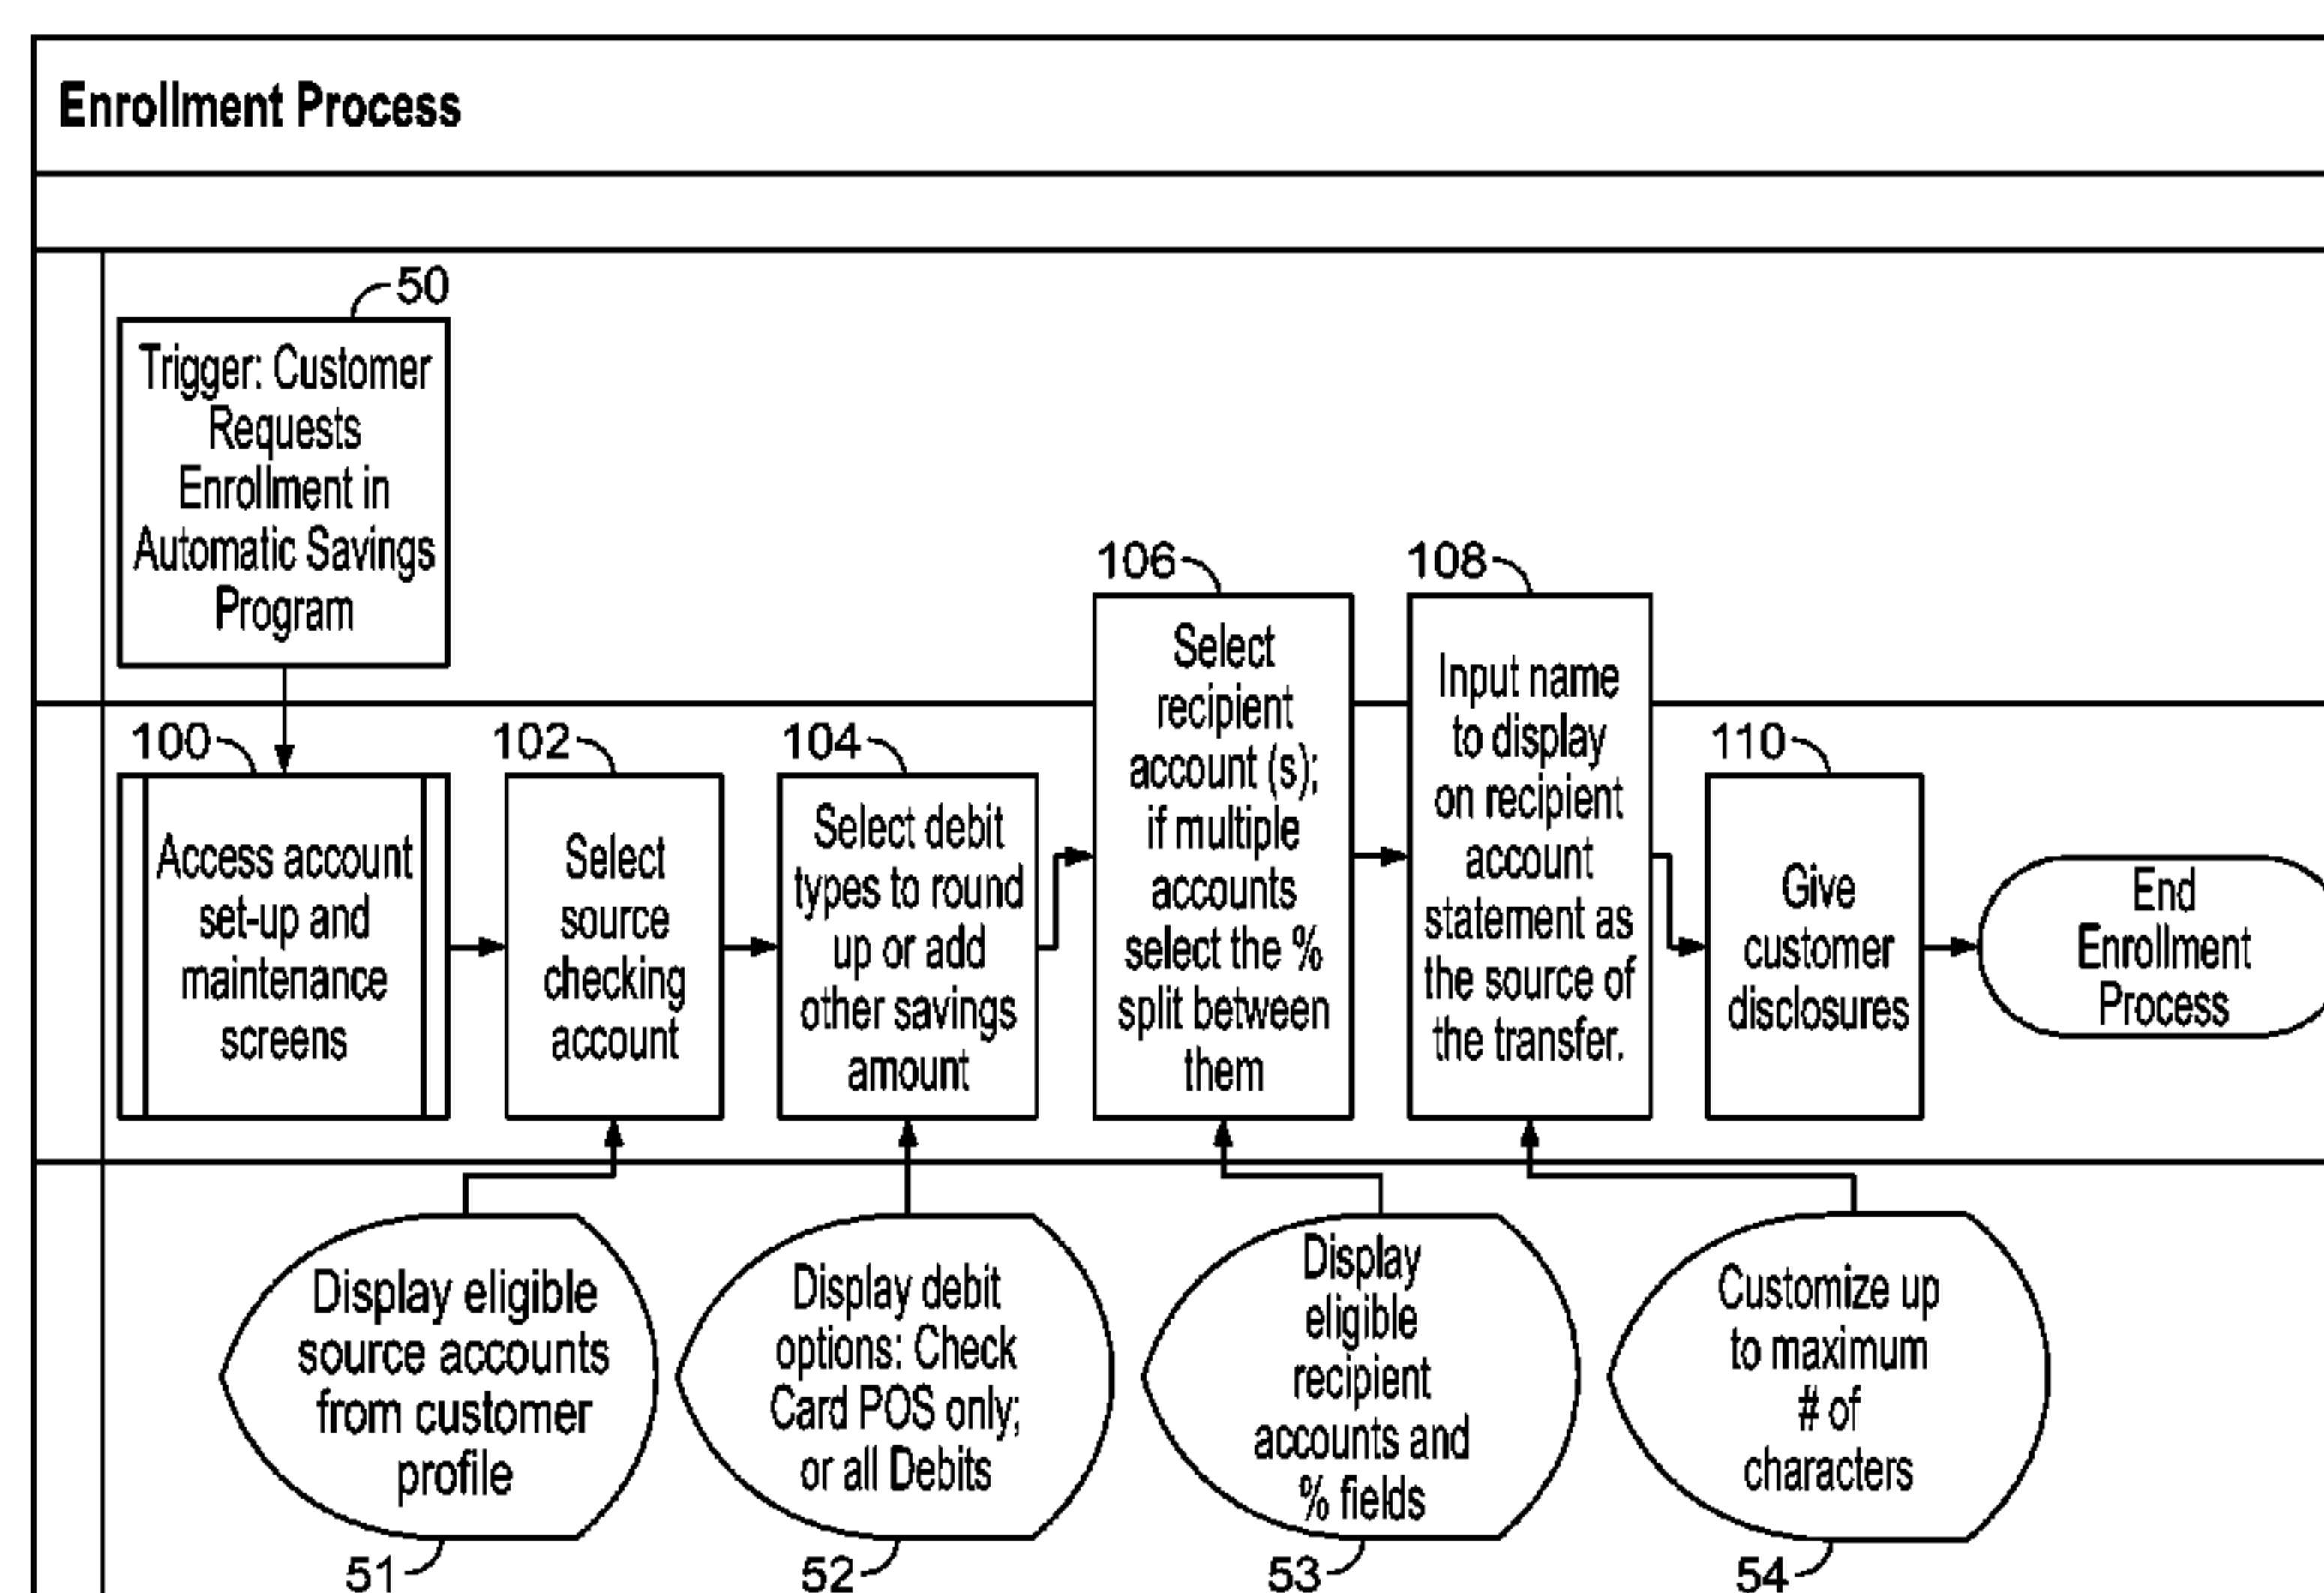 Enrollment Process
50
Trigger: Customer
Requests
Enrollment in
Automatic Savings
Program
100
Access account
set-up and
maintenance
screens
102
Select
source
checking
account
104
Select debit
types to round
up or add
other savings
amount
106
Select
recipient
account (s);
if multiple
accounts
select the %
split between
them
108
Input name
to display
on recipient
account
statement as
the source of
the transfer.
110
Give
customer
disclosures
End
Enrollment
Process
Display eligible
source accounts
from customer
profile
51
Display debit
options: Check
Card POS only;
or all Debits
52
Display
eligible
recipient
accounts and
% fields
53
Customize up
to maximum
# of
characters
54